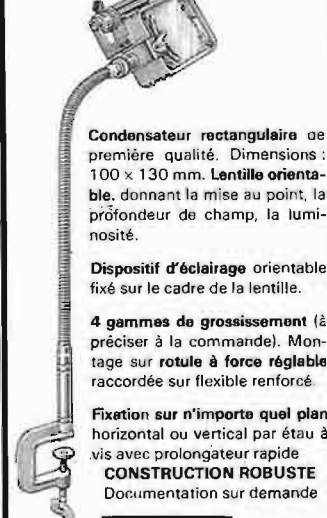 Condensateur rectangulaire de
première qualité. Dimensions :
100 × 130 mm. Lentille orienta-
ble, donnant la mise au point, la
profondeur de champ, la lumi-
nosité.
Dispositif d'éclairage orientable
fixé sur le cadre de la lentille.
4 gammes de grossissement (à
préciser à la commande). Mon-
tage sur rotule à force réglable
raccordée sur flexible renforcé
Fixation sur n'importe quel plan
horizontal ou vertical par étau à
vis avec prolongateur rapide
CONSTRUCTION ROBUSTE
Documentation sur demande